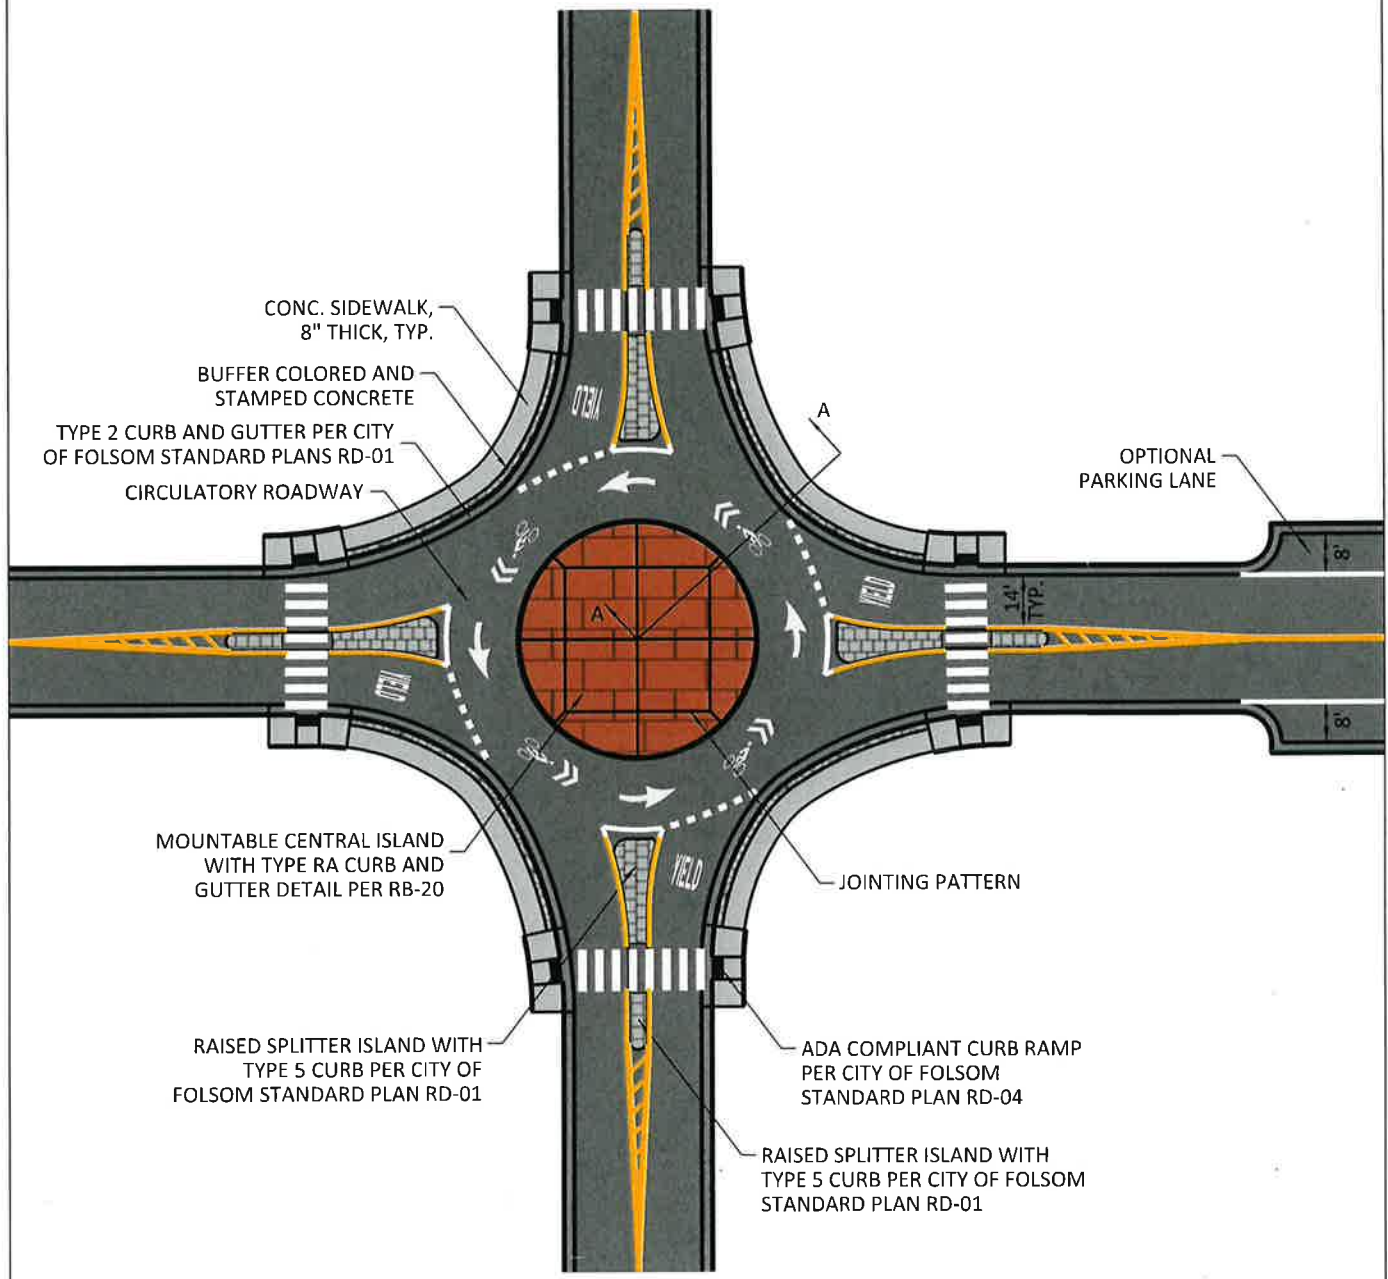 CONC. SIDEWALK,
8" THICK, TYP.
BUFFER COLORED AND
STAMPED CONCRETE
TYPE 2 CURB AND GUTTER PER CITY
OF FOLSOM STANDARD PLANS RD-01
CIRCULATORY ROADWAY
YIELD
A
OPTIONAL
PARKING LANE
8'
14'
TYP.
YIELD
A
YIELD
8'
MOUNTABLE CENTRAL ISLAND
WITH TYPE RA CURB AND
GUTTER DETAIL PER RB-20
YIELD
JOINTING PATTERN
RAISED SPLITTER ISLAND WITH
TYPE 5 CURB PER CITY OF
FOLSOM STANDARD PLAN RD-01
ADA COMPLIANT CURB RAMP
PER CITY OF FOLSOM
STANDARD PLAN RD-04
RAISED SPLITTER ISLAND WITH
TYPE 5 CURB PER CITY OF FOLSOM
STANDARD PLAN RD-01